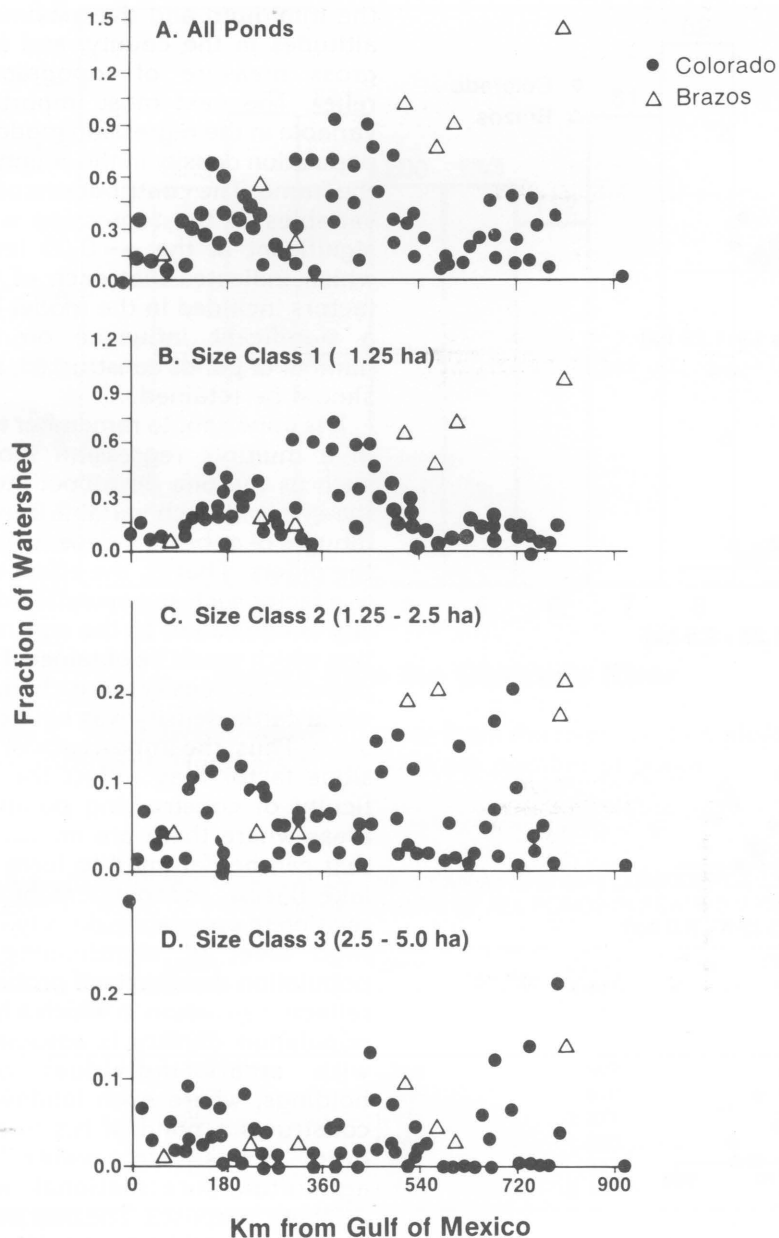 A. All Ponds
Colorado
Brazos
1.5
1.2
0.9
0.6
0.3
0.0
B. Size Class 1 ( 1.25 ha)
1.2
0.9
0.6
0.3
0.0
C. Size Class 2 (1.25 - 2.5 ha)
0.2
0.1
0.0
D. Size Class 3 (2.5 - 5.0 ha)
0.2
0.1
0.0
0 180 360 540 720 900
Km from Gulf of Mexico
Fraction of Watershed